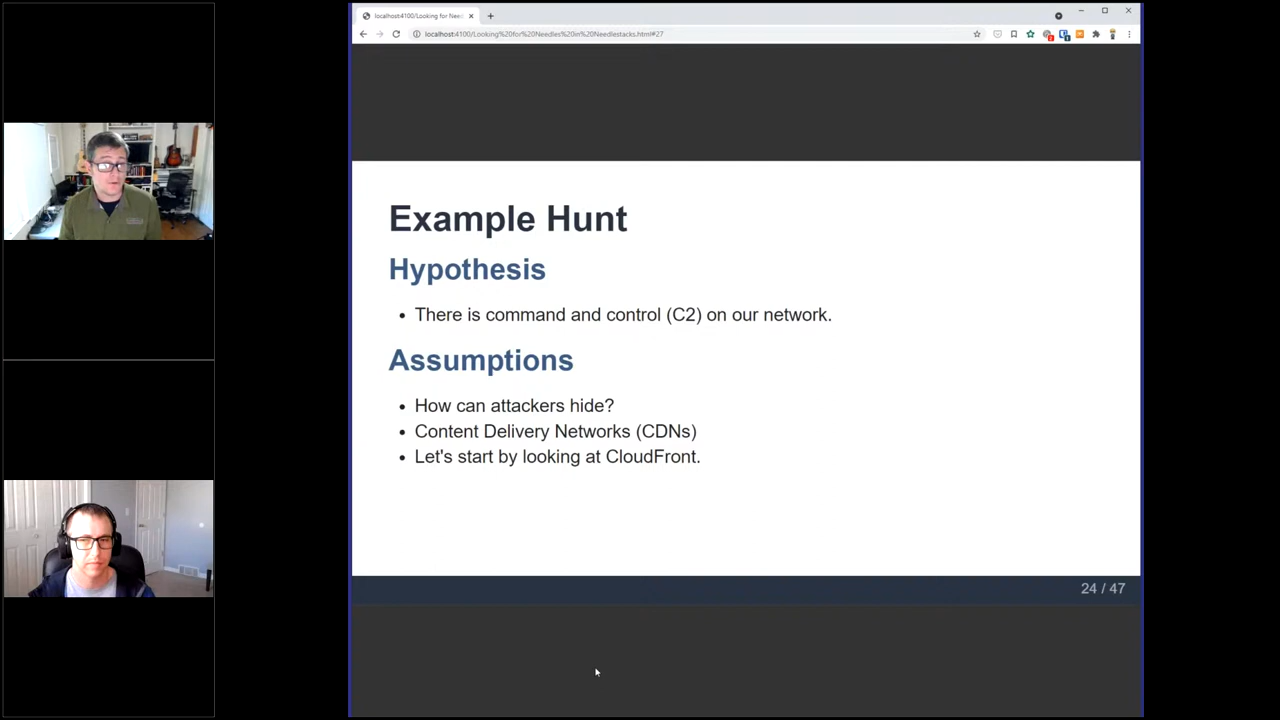 localhost:4100/Looking for Need
localhost:4100/Looking%20for%20Needles%20in%20Needlestacks.html#27
Example Hunt
Hypothesis
• There is command and control (C2) on our network.
Assumptions
• How can attackers hide?
• Content Delivery Networks (CDNs)
• Let's start by looking at CloudFront.
24 / 47